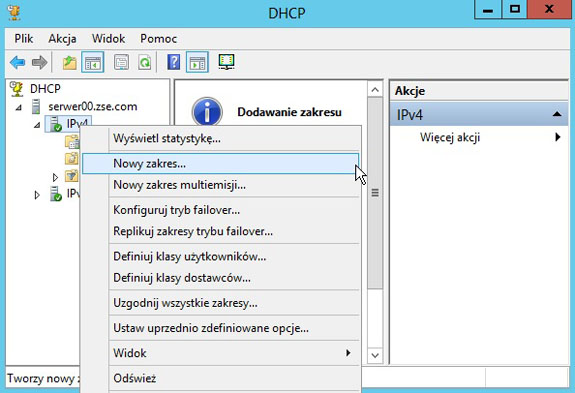 DHCP
Plik Akcja Widok Pomoc
DHCP
serwer00.zse.com
IPv4
Dodawanie zakresu
Akcje
IPv4
Więcej akcji
Wyświetl statystykę...
Nowy zakres...
Nowy zakres multiemisji...
Konfiguruj tryb failover...
Replikuj zakresy trybu failover...
Definiuj klasy użytkowników...
Definiuj klasy dostawców...
Uzgodnij wszystkie zakresy...
Ustaw uprzednio zdefiniowane opcje...
Widok
Odśwież
Tworzy nowy